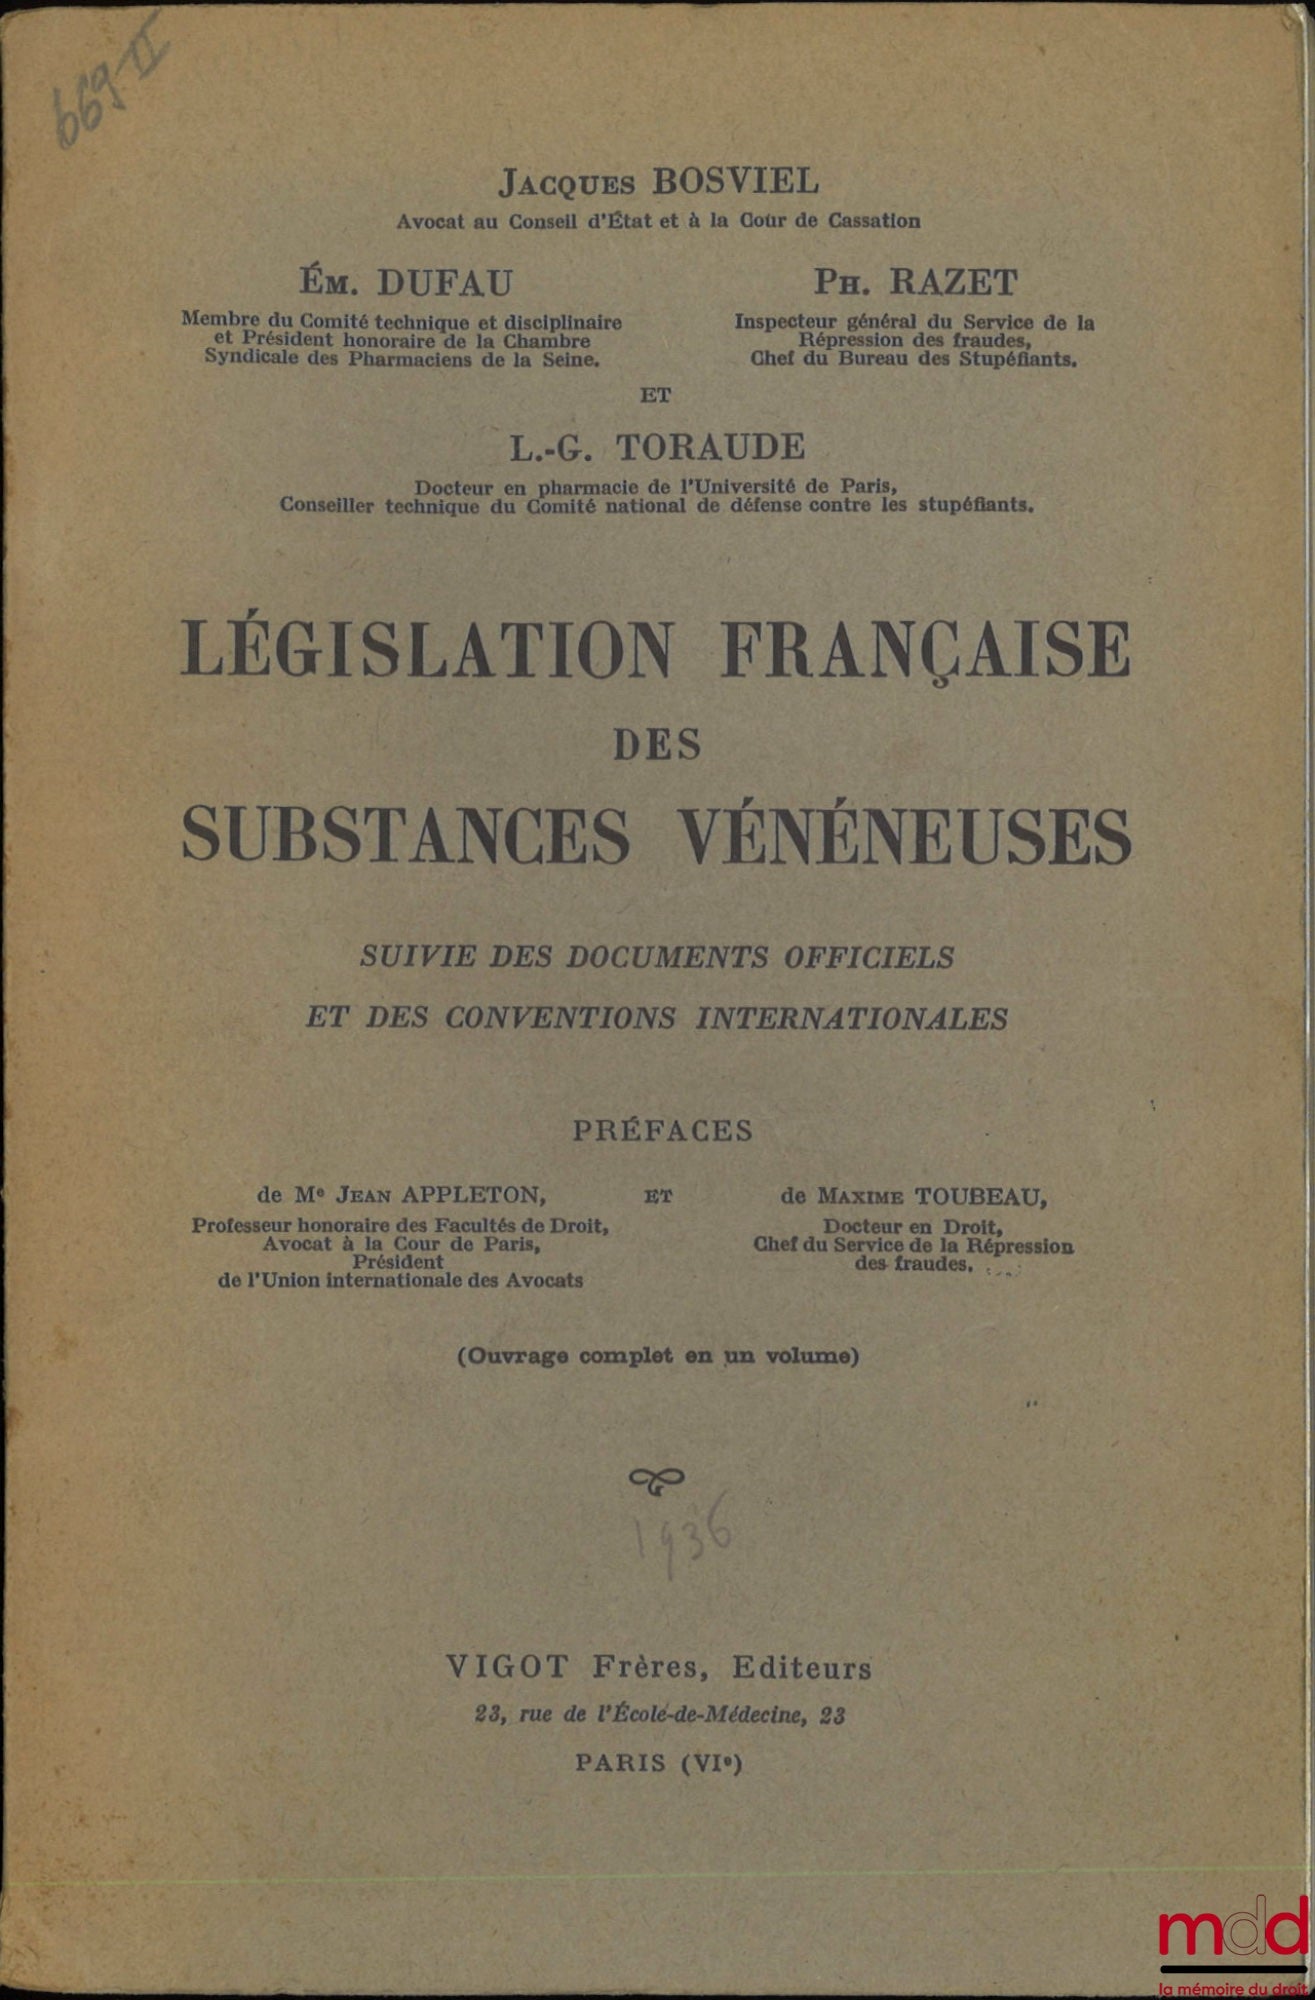 669-II
JACQUES BOSVIEL
Avocat au Conseil d'État et à la Cour de Cassation
ÉM. DUFAU
Membre du Comité technique et disciplinaire
et Président honoraire de la Chambre
Syndicale des Pharmaciens de la Seine.
PH. RAZET
Inspecteur général du Service de la
Répression des fraudes,
Chef du Bureau des Stupéfiants.
ET
L.-G. TORAUDE
Docteur en pharmacie de l'Université de Paris,
Conseiller technique du Comité national de défense contre les stupéfiants.
LÉGISLATION FRANÇAISE
DES
SUBSTANCES VÉNÉNEUSES
SUIVIE DES DOCUMENTS OFFICIELS
ET DES CONVENTIONS INTERNATIONALES
PRÉFACES
de Me JEAN APPLETON,
Professeur honoraire des Facultés de Droit,
Avocat à la Cour de Paris,
Président
de l'Union internationale des Avocats
ET
de MAXIME TOUBEAU,
Docteur en Droit,
Chef du Service de la Répression
des fraudes.
(Ouvrage complet en un volume)
1936
VIGOT Frères, Editeurs
23, rue de l'École-de-Médecine, 23
PARIS (VIe)
mdd
la mémoire du droit